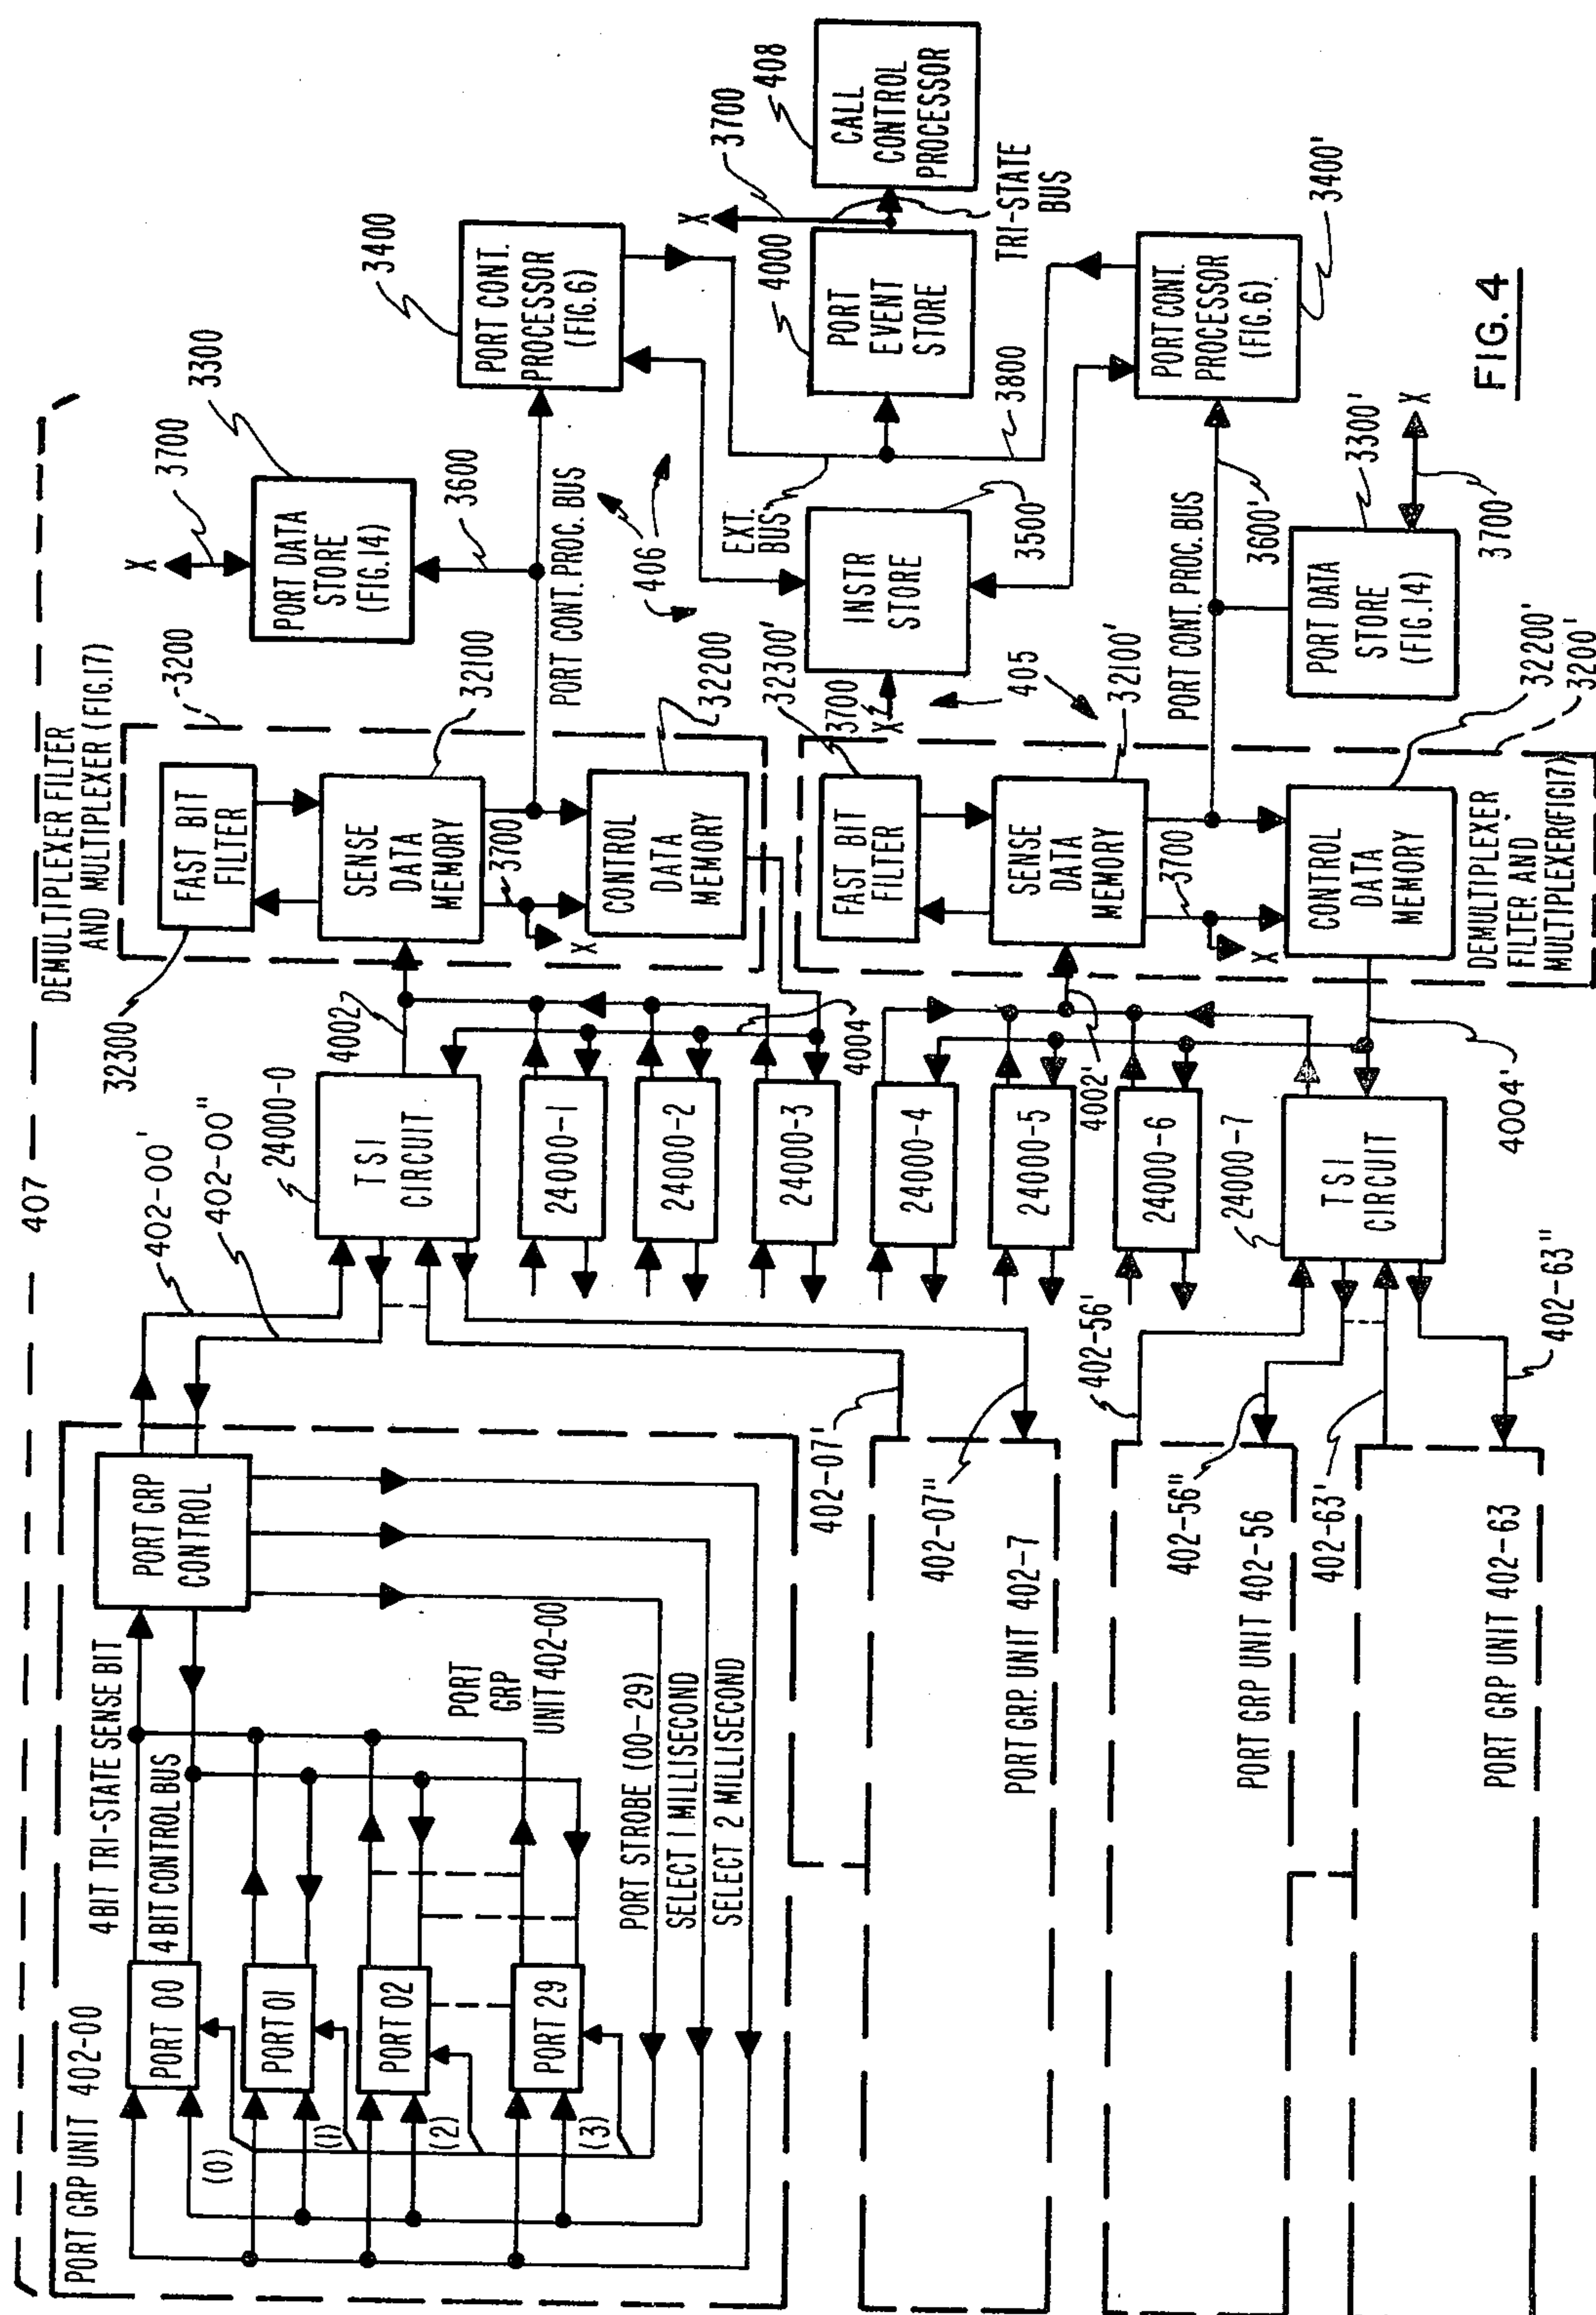 407
PORT GRP UNIT 402-00
PORT 00
PORT 01
PORT 02
PORT 29
(0)
(1)
(2)
(3)
4 BIT TRI-STATE SENSE BIT
4 BIT CONTROL BUS
PORT GRP
CONTROL
PORT
GRP
UNIT 402-00
PORT STROBE (00-29)
SELECT 1 MILLISECOND
SELECT 2 MILLISECOND
402-00'
402-00"
402-07'
402-07"
PORT GRP. UNIT 402-7
402-56'
402-56"
PORT GRP UNIT 402-56
402-63'
402-63"
PORT GRP UNIT 402-63
24000-0
TSI
CIRCUIT
24000-1
24000-2
24000-3
24000-4
24000-5
24000-6
24000-7
TSI
CIRCUIT
4002
4004
4002'
4004'
DEMULTIPLEXER FILTER
AND MULTIPLEXER (FIG.17)
3200
32300
FAST BIT
FILTER
SENSE
DATA
MEMORY
32100
3700
X
CONTROL
DATA
MEMORY
32200
32300'
FAST BIT
FILTER
SENSE
DATA
MEMORY
32100'
3700
X
CONTROL
DATA
MEMORY
32200'
3200'
DEMULTIPLEXER
FILTER AND
MULTIPLEXER(FIG17)
X
3700
PORT DATA
STORE
(FIG.14)
3300
3600
PORT CONT. PROC. BUS
406
405
3700
X
INSTR
STORE
3500
EXT.
BUS
PORT CONT. PROC. BUS
3600'
PORT DATA
STORE
(FIG.14)
3300'
3700
X
3400
PORT CONT.
PROCESSOR
(FIG.6)
4000
PORT
EVENT
STORE
3800
X
3700
TRI-STATE
BUS
408
CALL
CONTROL
PROCESSOR
PORT CONT.
PROCESSOR
(FIG.6)
3400'
FIG. 4